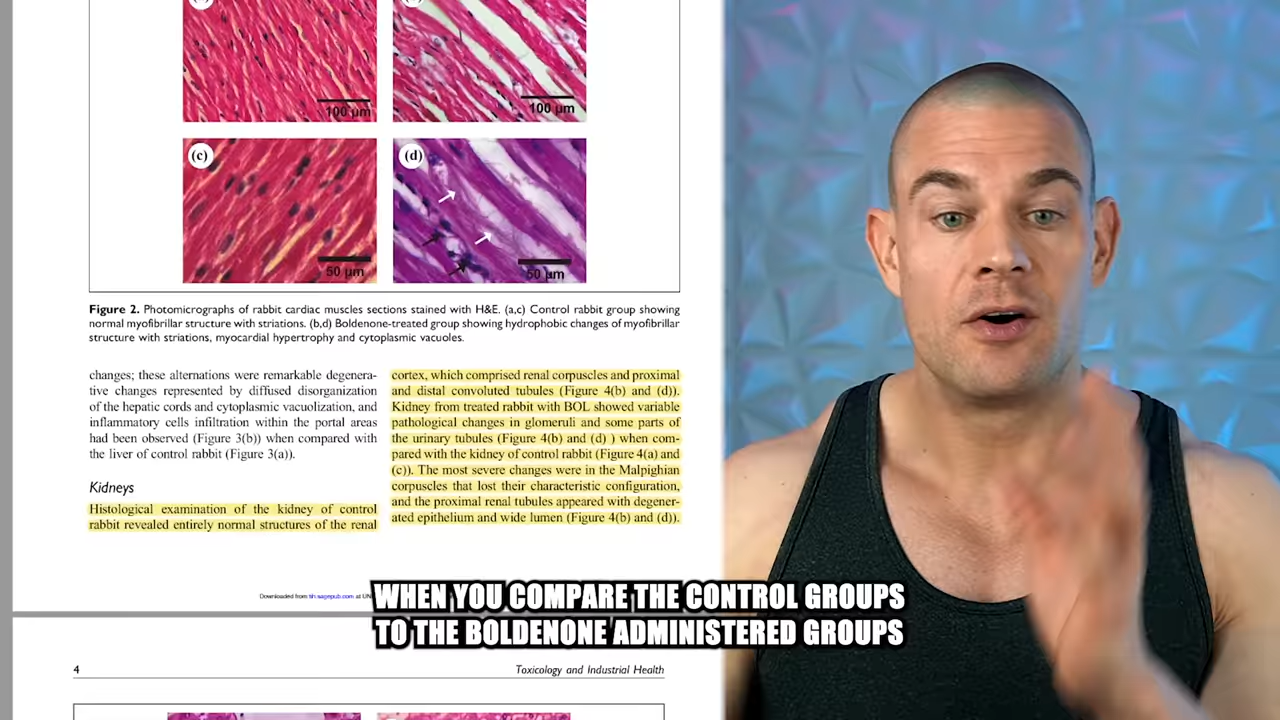 100 μm
100 μm
(c)
(d)
50 μm
50 μm
Figure 2. Photomicrographs of rabbit cardiac muscles sections stained with H&E. (a,c) Control rabbit group showing
normal myofibrillar structure with striations. (b,d) Boldenone-treated group showing hydrophobic changes of myofibrillar
structure with striations, myocardial hypertrophy and cytoplasmic vacuoles.
changes; these alternations were remarkable degenera-
tive changes represented by diffused disorganization
of the hepatic cords and cytoplasmic vacuolization, and
inflammatory cells infiltration within the portal areas
had been observed (Figure 3(b)) when compared with
the liver of control rabbit (Figure 3(a)).
Kidneys
Histological examination of the kidney of control
rabbit revealed entirely normal structures of the renal
cortex, which comprised renal corpuscles and proximal
and distal convoluted tubules (Figure 4(b) and (d)).
Kidney from treated rabbit with BOL showed variable
pathological changes in glomeruli and some parts of
the urinary tubules (Figure 4(b) and (d) ) when com-
pared with the kidney of control rabbit (Figure 4(a) and
(c)). The most severe changes were in the Malpighian
corpuscles that lost their characteristic configuration,
and the proximal renal tubules appeared with degener-
ated epithelium and wide lumen (Figure 4(b) and (d)).
Downloaded from tih.sagepub.com at UN
WHEN YOU COMPARE THE CONTROL GROUPS
TO THE BOLDENONE ADMINISTERED GROUPS
4
Toxicology and Industrial Health